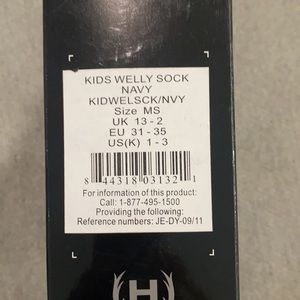 KIDS WELLY SOCK
NAVY
KIDWELSCK/NVY
Size MS
UK 13 - 2
EU 31 - 35
US(K) 1 - 3
8 44318 03132 1
For information of this product:
Call: 1-877-495-1500
Providing the following:
Reference numbers: JE-DY-09/11
H